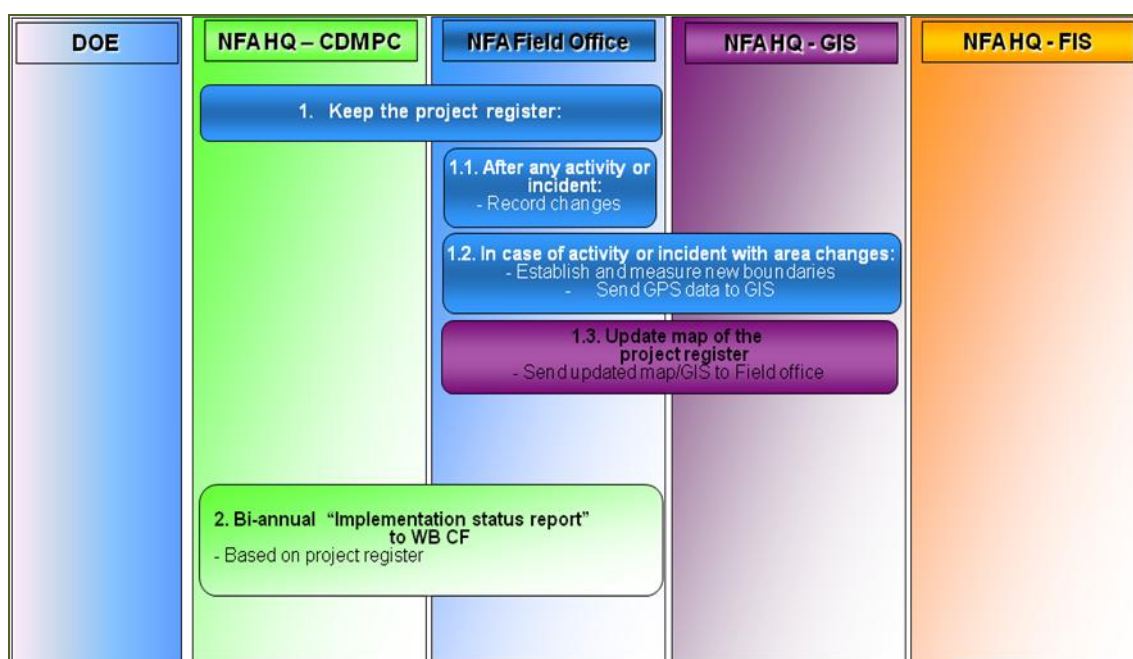 DOE
NFA HQ – CDMPC
NFA Field Office
NFA HQ - GIS
NFA HQ - FIS
1. Keep the project register:
1.1. After any activity or
incident:
- Record changes
1.2. In case of activity or incident with area changes:
- Establish and measure new boundaries
- Send GPS data to GIS
1.3. Update map of the
project register
- Send updated map/GIS to Field office
2. Bi-annual “Implementation status report”
to WB CF
- Based on project register